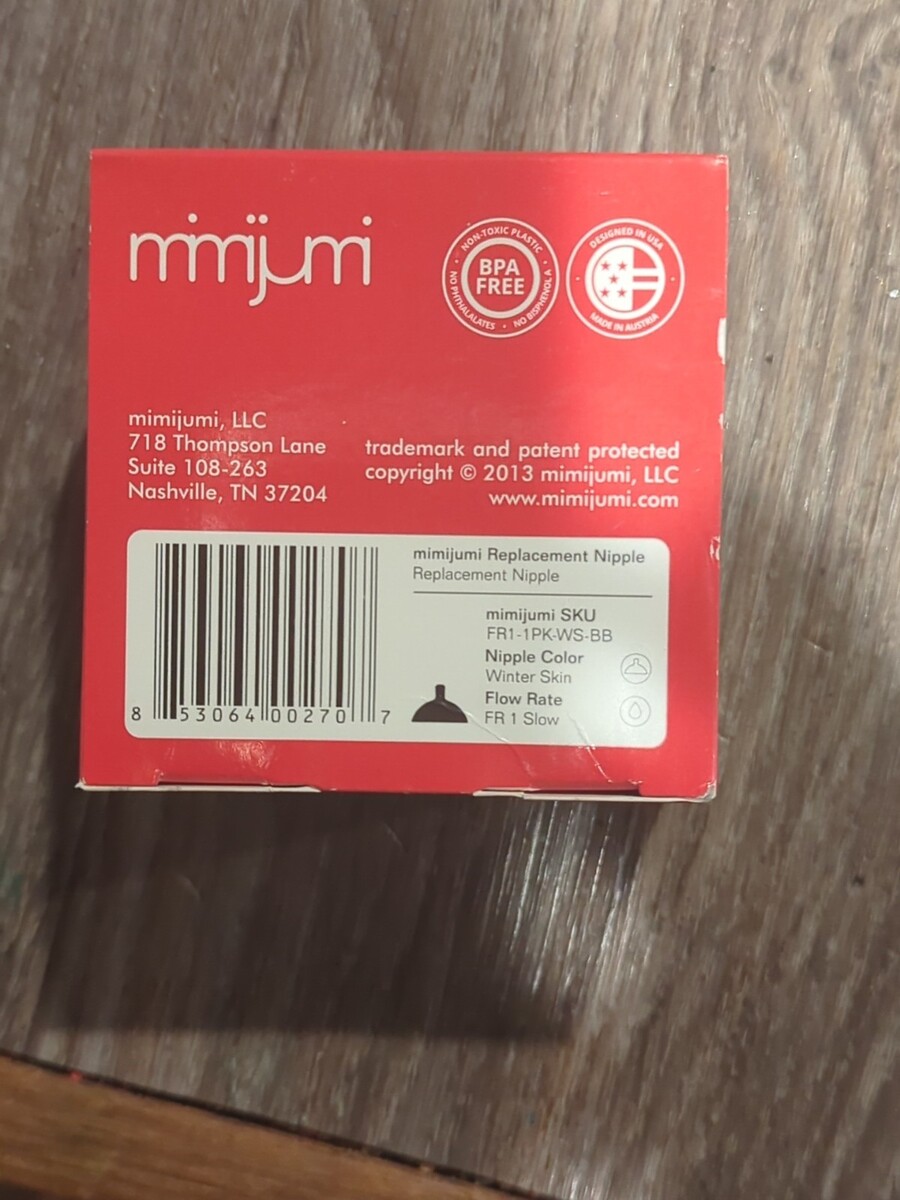 mimijumi
NON-TOXIC PLASTIC
BPA
FREE
NO PHTHALALATES • NO BISPHENOL A
DESIGNED IN USA
MADE IN AUSTRIA
mimijumi, LLC
718 Thompson Lane
Suite 108-263
Nashville, TN 37204
trademark and patent protected
copyright © 2013 mimijumi, LLC
www.mimijumi.com
mimijumi Replacement Nipple
Replacement Nipple
mimijumi SKU
FR1-1PK-WS-BB
Nipple Color
Winter Skin
Flow Rate
FR 1 Slow
8 53064 00270 7